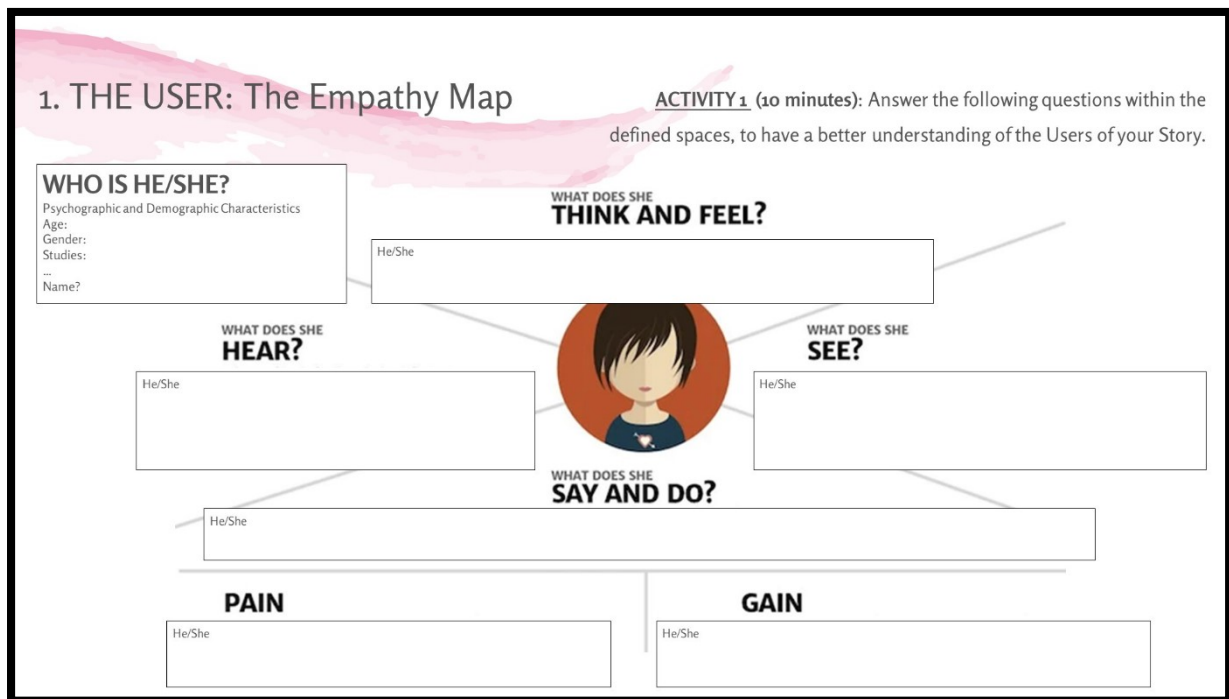 1. THE USER: The Empathy Map
ACTIVITY 1 (10 minutes): Answer the following questions within the
defined spaces, to have a better understanding of the Users of your Story.
WHO IS HE/SHE?
Psychographic and Demographic Characteristics
Age:
Gender:
Studies:
...
Name?
WHAT DOES SHE
THINK AND FEEL?
He/She
WHAT DOES SHE
HEAR?
He/She
WHAT DOES SHE
SEE?
He/She
WHAT DOES SHE
SAY AND DO?
He/She
PAIN
He/She
GAIN
He/She